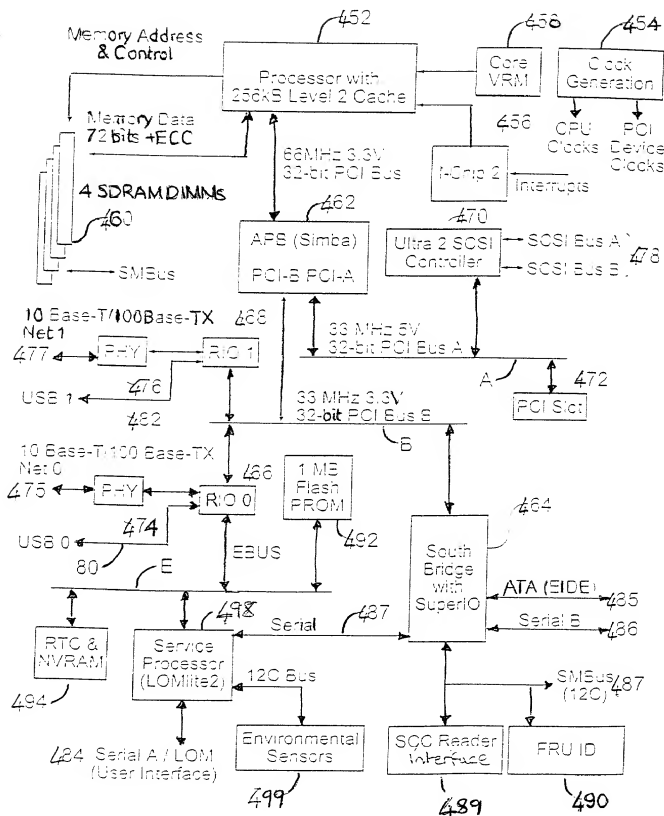 452
458
454
Memory Address
& Control
Processor with
256kB Level 2 Cache
Core
VRM
Clock
Generation
Memory Data
72 bits +ECC
456
CPU
Clocks
PCI
Device
Clocks
66MHz 3.3V
32-bit PCI Bus
I-Chip 2
Interrupts
4 SDRAM DIMNs
460
462
470
APB (Simba)
PCI-B PCI-A
Ultra 2 SCSI
Controller
SCSI Bus A
SCSI Bus B
478
SMBus
10 Base-T/100Base-TX
Net 1
468
477
PHY
RIO 1
33 MHz 5V
32-bit PCI Bus A
A
472
476
USB 1
482
PCI Slot
33 MHz 3.3V
32-bit PCI Bus B
B
10 Base-T/100 Base-TX
Net 0
466
475
PHY
RIO 0
1 MB
Flash
PROM
464
474
492
USB 0
80
EBUS
E
South
Bridge
with
SuperIO
ATA (EIDE)
485
Serial B
486
498
Serial
487
RTC &
NVRAM
Service
Processor
(LOMlite2)
494
12C Bus
SMBus
(12C)
487
484
Serial A / LOM
(User Interface)
Environmental
Sensors
SCC Reader
Interface
FRU ID
499
489
490